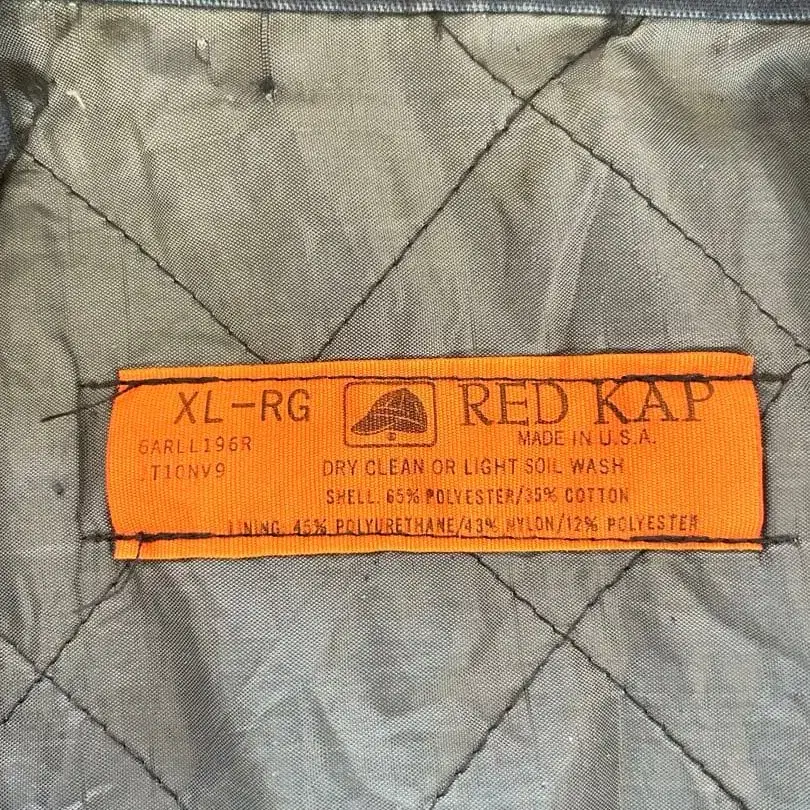 XL-RG
RED KAP
6ARLL196R
MADE IN U.S.A.
T10NV9
DRY CLEAN OR LIGHT SOIL WASH
SHELL. 65% POLYESTER/35% COTTON
LINING: 45% POLYURETHANE/43% NYLON/12% POLYESTER